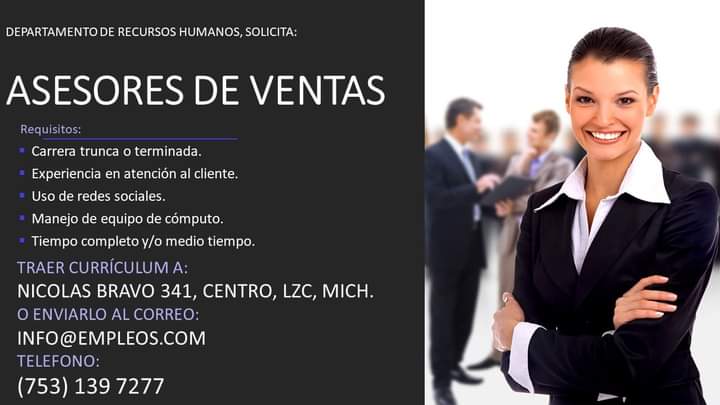 DEPARTAMENTO DE RECURSOS HUMANOS, SOLICITA:
ASESORES DE VENTAS
Requisitos:
▪ Carrera trunca o terminada.
▪ Experiencia en atención al cliente.
▪ Uso de redes sociales.
▪ Manejo de equipo de cómputo.
▪ Tiempo completo y/o medio tiempo.
TRAER CURRÍCULUM A:
NICOLAS BRAVO 341, CENTRO, LZC, MICH.
O ENVIARLO AL CORREO:
INFO@EMPLEOS.COM
TELEFONO:
(753) 139 7277